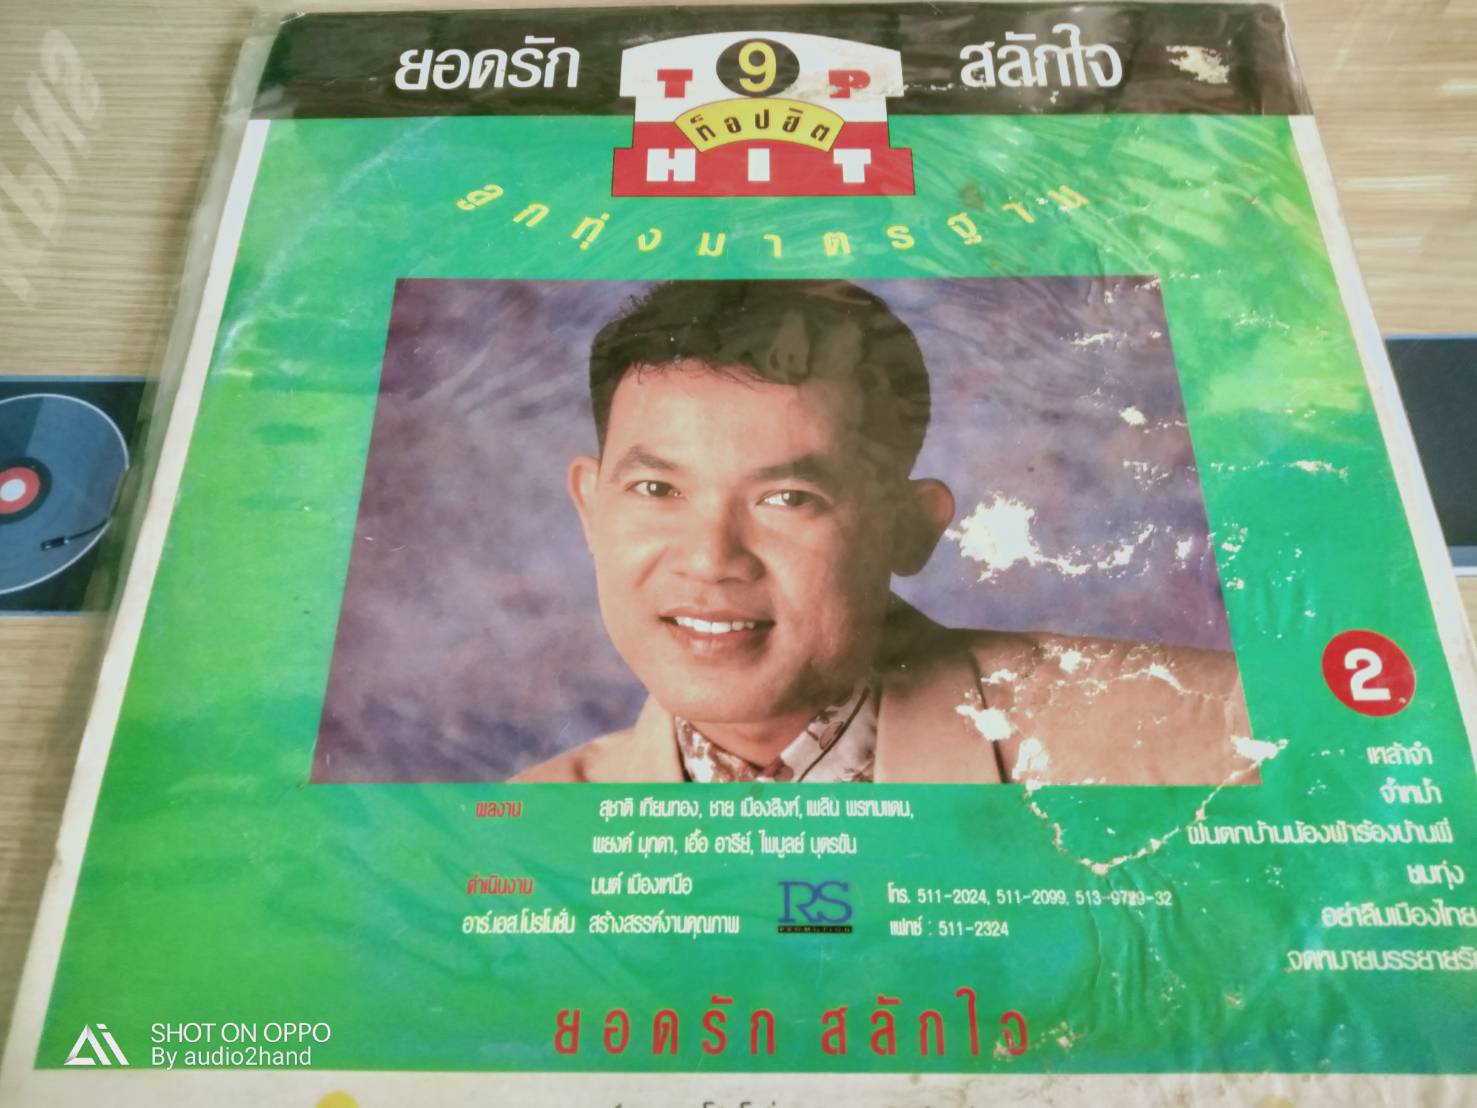 ยอดรัก
9
สลักใจ
T P
ท็อปฮิต
HIT
ลูกทุ่งมาตรฐาน
2
เหล้าจ๋า
จ้ำหม้ำ
ฝนตกบ้านน้องฟ้าร้องบ้านพี่
ชมทุ่ง
อย่าลืมเมืองไทย
จดหมายบรรยายรัก
ผลงาน สุชาติ เทียนทอง, ชาย เมืองสิงห์, เพลิน พรหมแดน,
พยงค์ มุกดา, เอื้อ อารีย์, ไพบูลย์ บุตรขัน
ดำเนินงาน มนต์ เมืองเหนือ
อาร์.เอส.โปรโมชั่น สร้างสรรค์งานคุณภาพ
RS
PROMOTION
โทร. 511-2024, 511-2099, 513-9729-32
แฟกซ์ : 511-2324
ยอดรัก สลักใจ
SHOT ON OPPO
By audio2hand